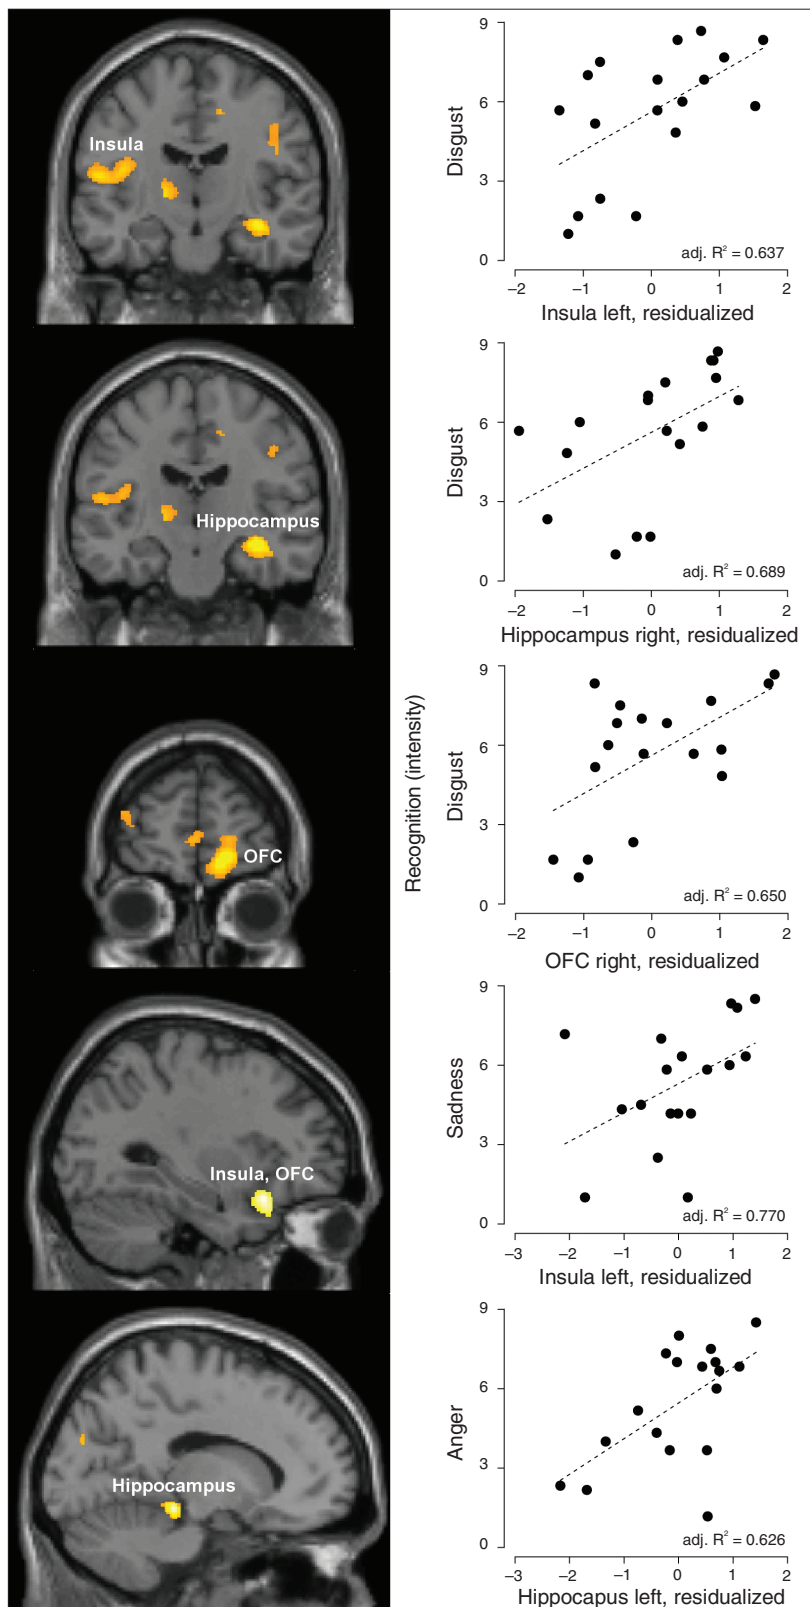 Insula
9
6
3
0
Disgust
adj. R² = 0.637
−2 −1 0 1 2
Insula left, residualized
Hippocampus
9
6
3
0
Disgust
adj. R² = 0.689
−2 −1 0 1 2
Hippocampus right, residualized
OFC
Recognition (intensity)
9
6
3
0
Disgust
adj. R² = 0.650
−2 −1 0 1 2
OFC right, residualized
Insula, OFC
9
6
3
0
Sadness
adj. R² = 0.770
−3 −2 −1 0 1 2
Insula left, residualized
Hippocampus
9
6
3
0
Anger
adj. R² = 0.626
−3 −2 −1 0 1 2
Hippocapus left, residualized